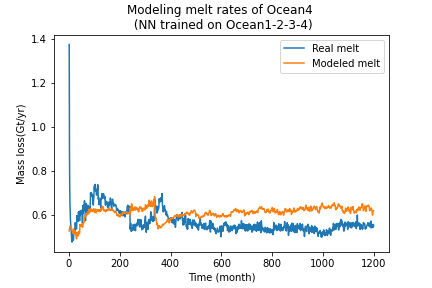 Modeling melt rates of Ocean4
(NN trained on Ocean1-2-3-4)
Real melt
Modeled melt
Mass loss(Gt/yr)
1.4
1.2
1.0
0.8
0.6
0 200 400 600 800 1000 1200
Time (month)